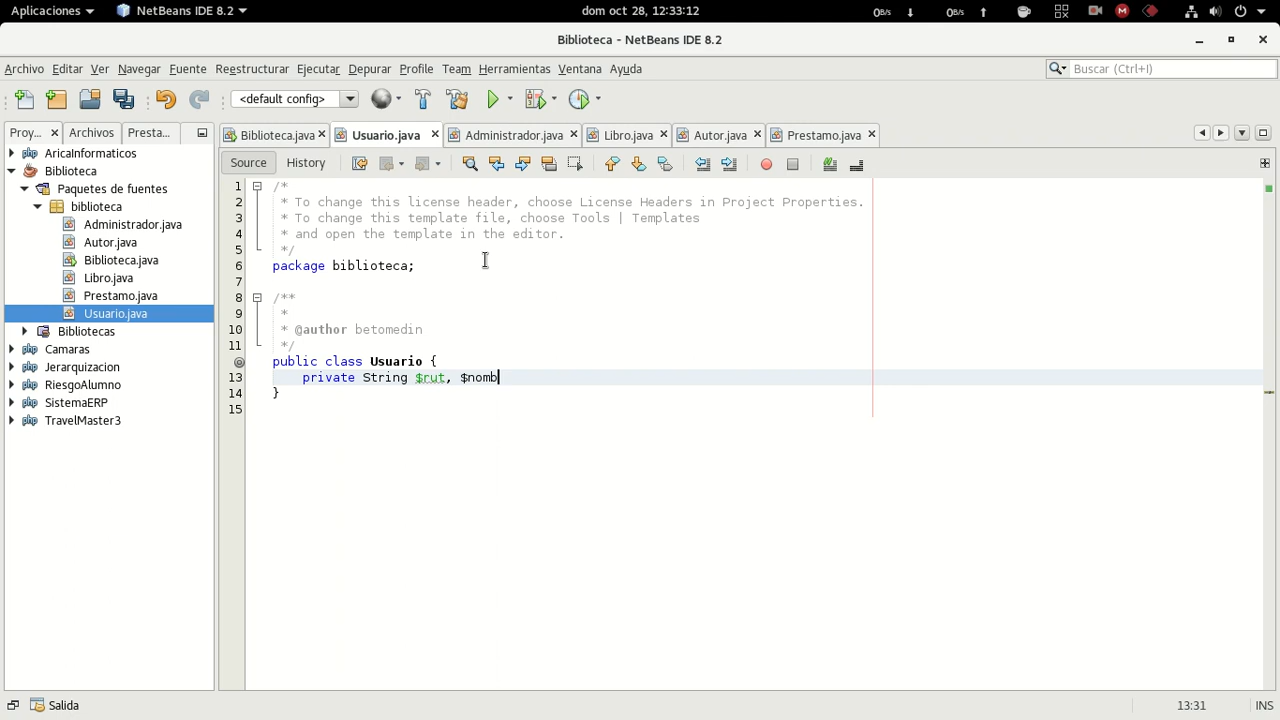 Aplicaciones
NetBeans IDE 8.2
dom oct 28, 12:33:12
0B/s
0B/s
Biblioteca - NetBeans IDE 8.2
Archivo Editar Ver Navegar Fuente Reestructurar Ejecutar Depurar Profile Team Herramientas Ventana Ayuda
Buscar (Ctrl+I)
<default config>
Proy... Archivos Presta...
Biblioteca.java Usuario.java Administrador.java Libro.java Autor.java Prestamo.java
Source History
AricaInformaticos
Biblioteca
Paquetes de fuentes
biblioteca
Administrador.java
Autor.java
Biblioteca.java
Libro.java
Prestamo.java
Usuario.java
Bibliotecas
Camaras
Jerarquizacion
RiesgoAlumno
SistemaERP
TravelMaster3
1 /*
2 * To change this license header, choose License Headers in Project Properties.
3 * To change this template file, choose Tools | Templates
4 * and open the template in the editor.
5 */
6 package biblioteca;
7
8 /**
9 *
10 * @author betomedin
11 */
12 public class Usuario {
13 private String $rut, $nomb
14 }
15
Salida
13:31
INS